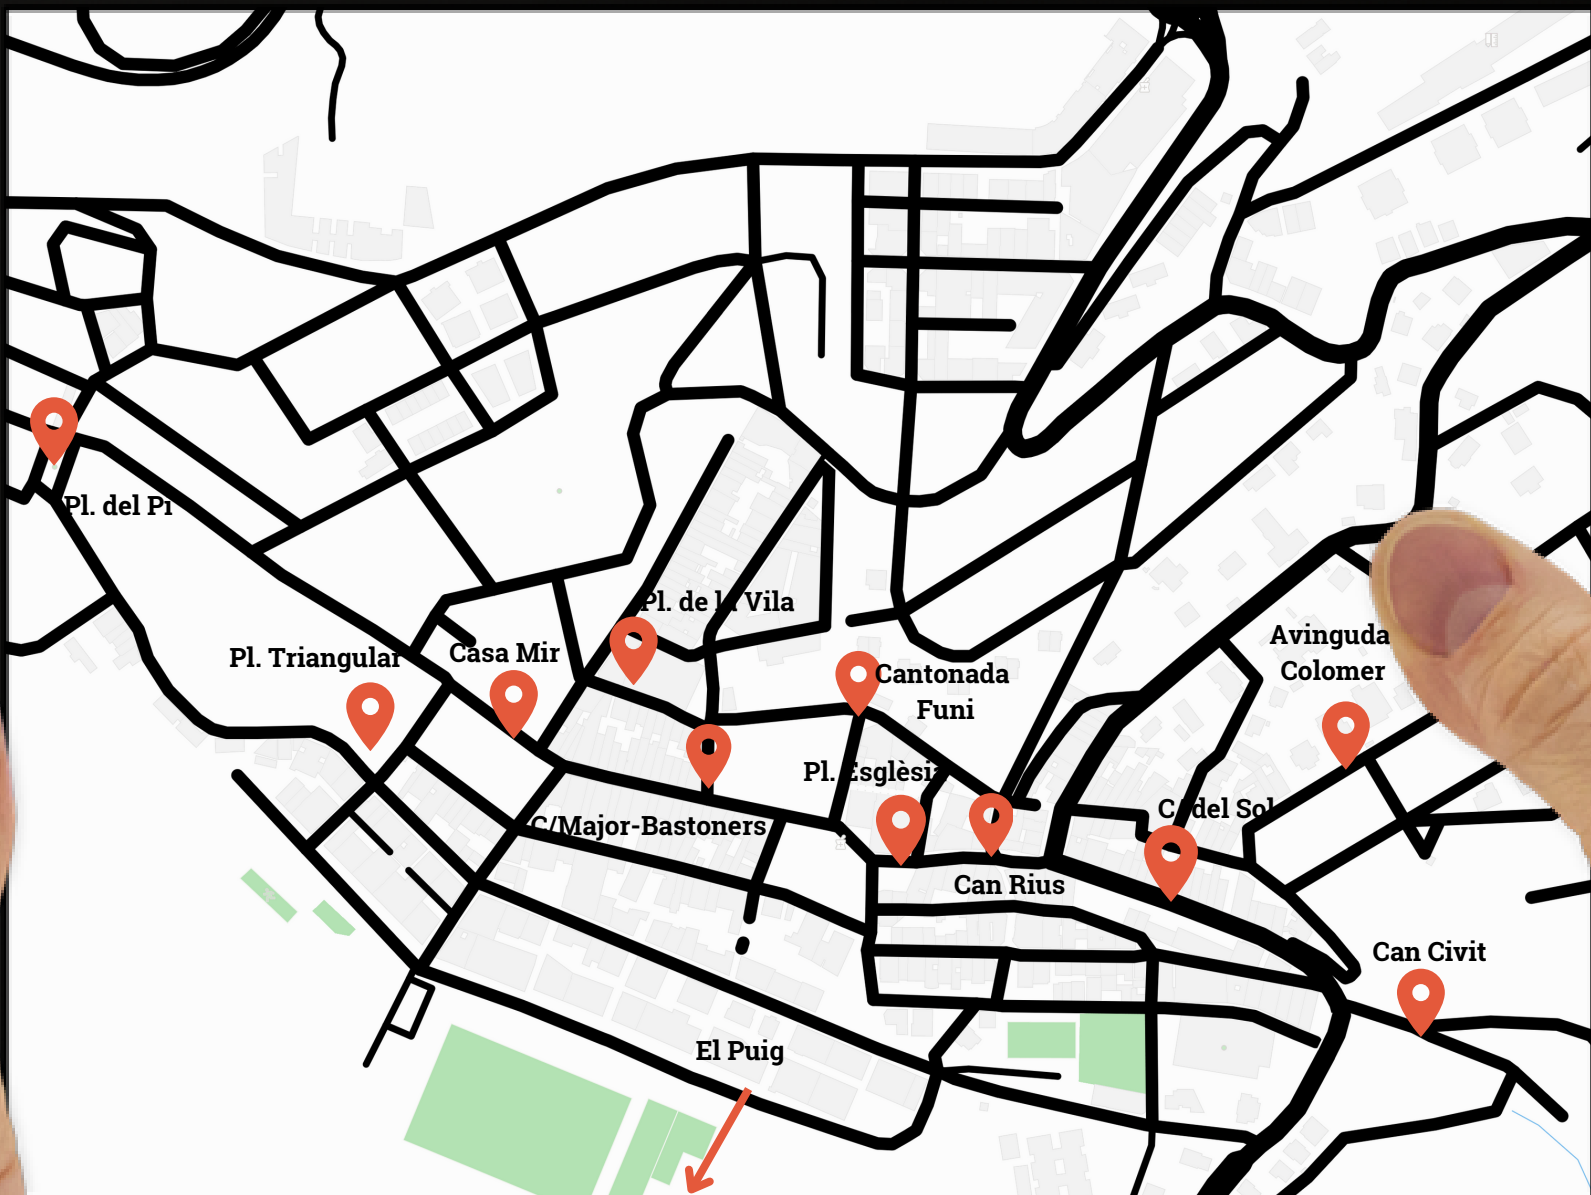 Pl. del Pi
Pl. de la Vila
Pl. Triangular
Casa Mir
Avinguda
Colomer
Cantonada
Funi
Pl. Esglèsia
C/ del Sol
C/Major-Bastoners
Can Rius
Can Civit
El Puig